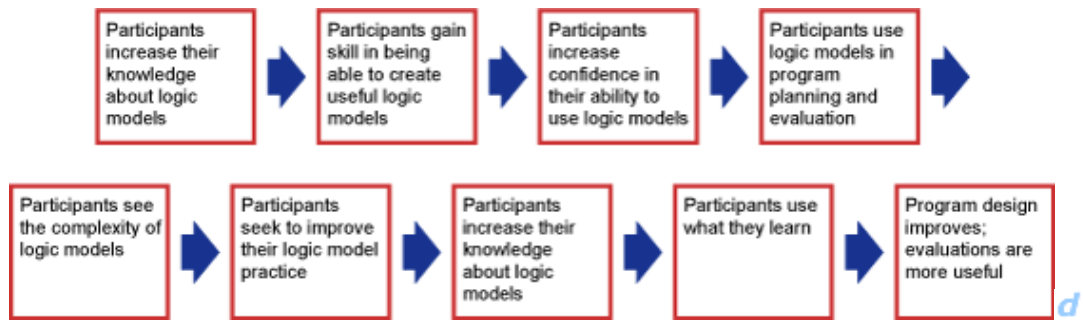 Participants
increase their
knowledge
about logic
models
Participants gain
skill in being
able to create
useful logic
models
Participants
increase
confidence in
their ability to
use logic models
Participants use
logic models in
program
planning and
evaluation
Participants see
the complexity of
logic models
Participants
seek to improve
their logic model
practice
Participants
increase their
knowledge
about logic
models
Participants use
what they learn
Program design
improves;
evaluations are
more useful
d